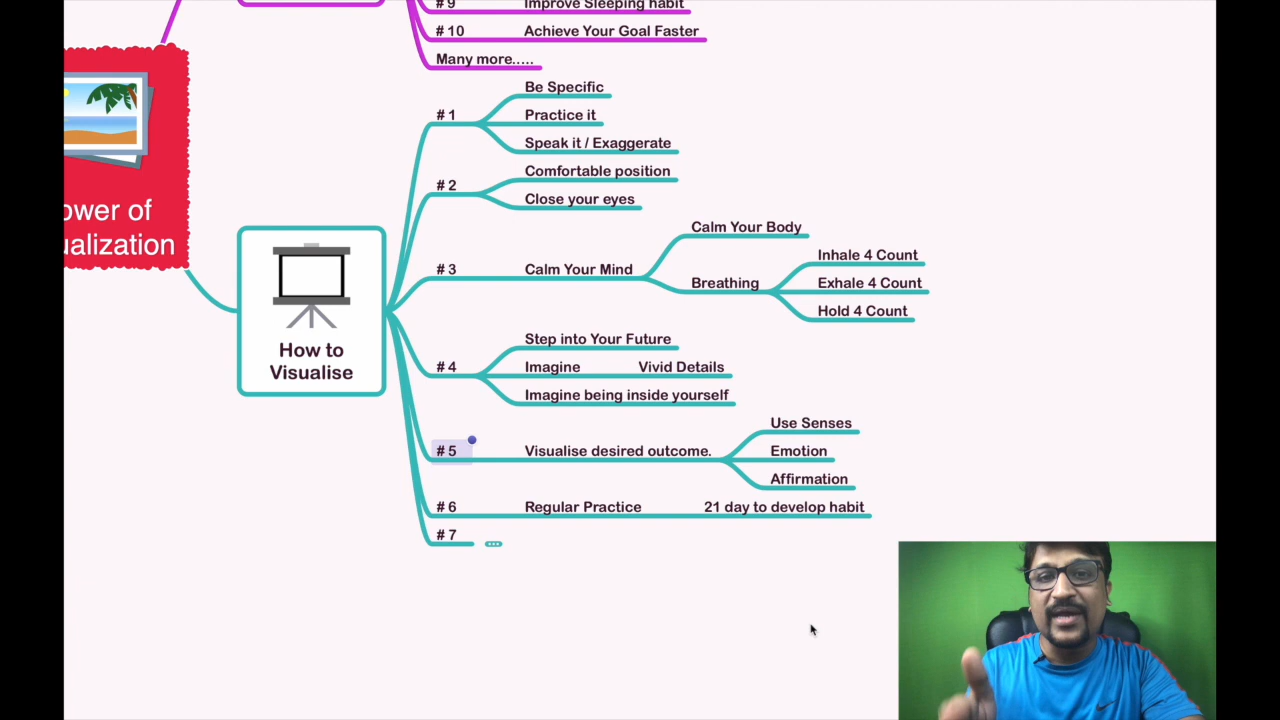 # 9 Improve Sleeping habit
# 10 Achieve Your Goal Faster
Many more.....
ower of
ualization
How to
Visualise
# 1
Be Specific
Practice it
Speak it / Exaggerate
# 2
Comfortable position
Close your eyes
# 3 Calm Your Mind
Calm Your Body
Breathing
Inhale 4 Count
Exhale 4 Count
Hold 4 Count
# 4
Step into Your Future
Imagine Vivid Details
Imagine being inside yourself
# 5 Visualise desired outcome.
Use Senses
Emotion
Affirmation
# 6 Regular Practice 21 day to develop habit
# 7